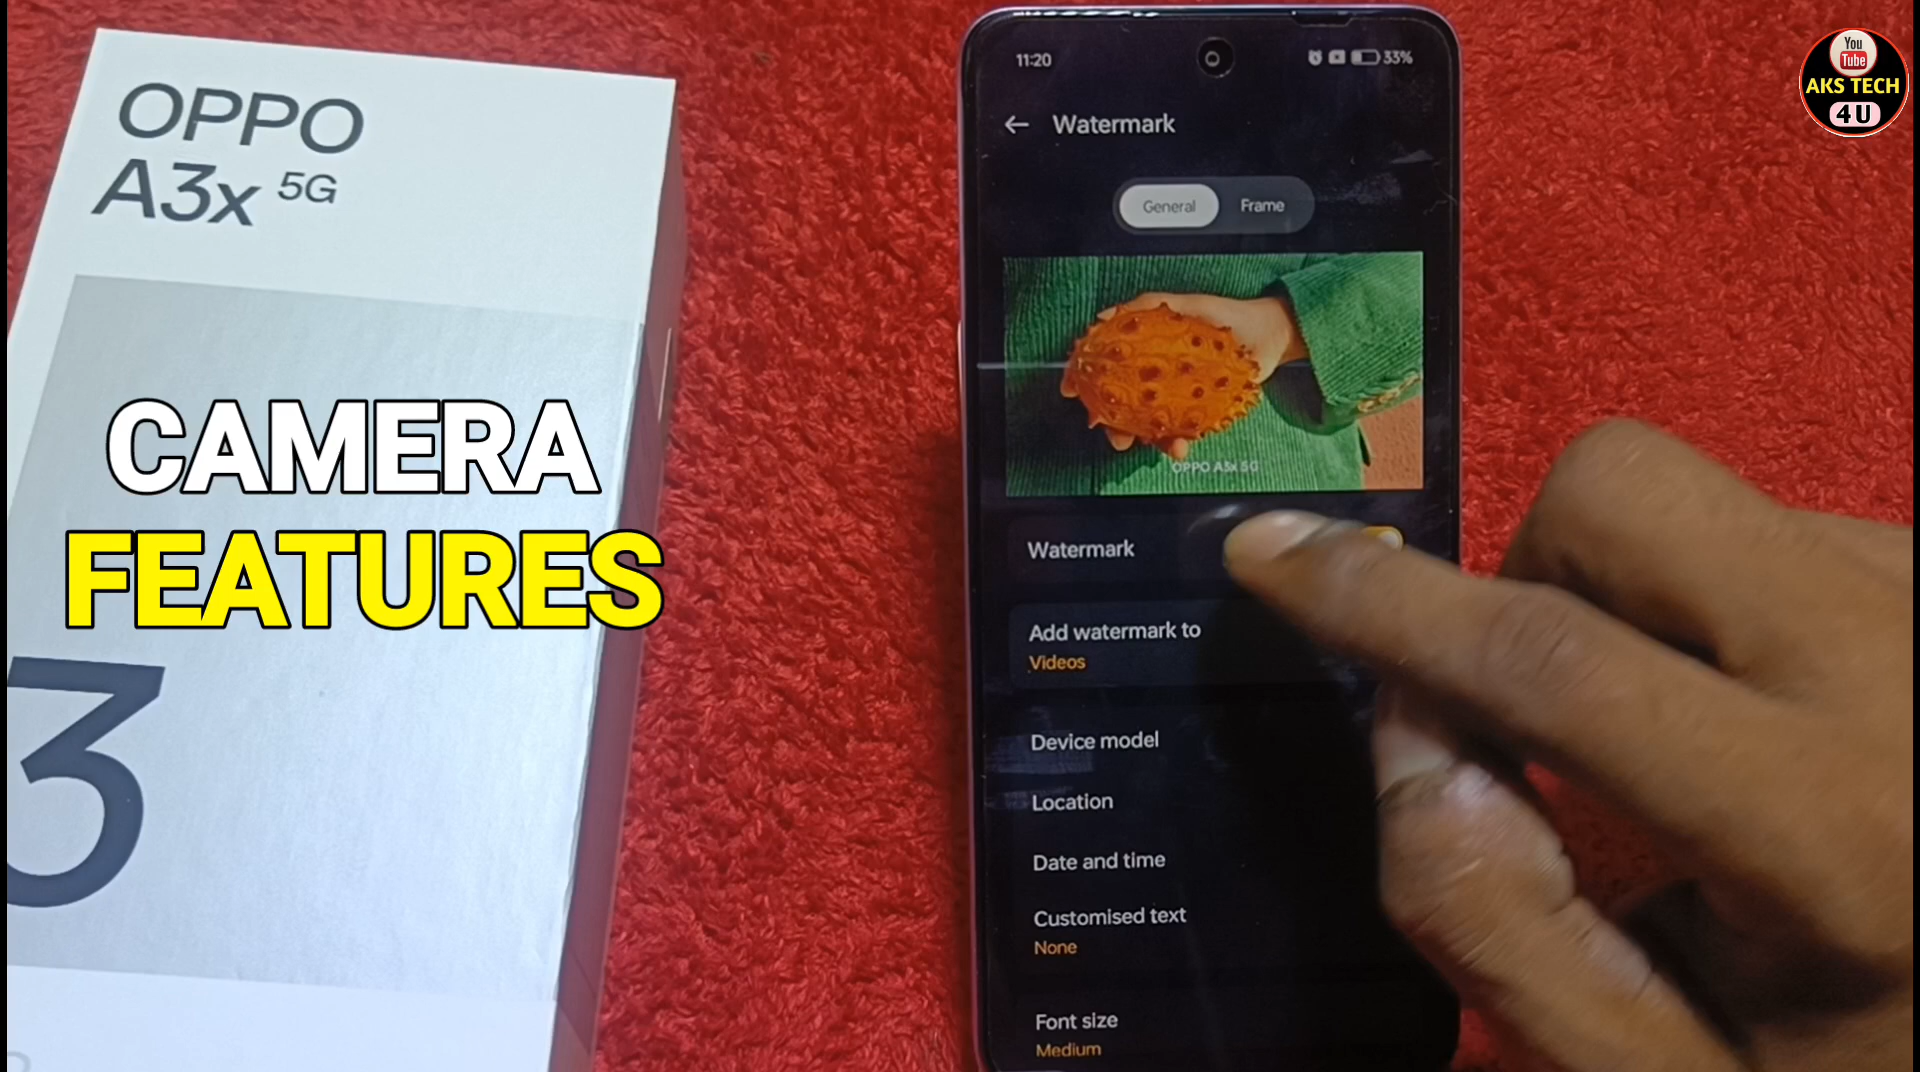 OPPO
A3x 5G
CAMERA
FEATURES
3
11:20
33%
Watermark
General
Frame
OPPO A3x 5G
Watermark
Add watermark to
Videos
Device model
Location
Date and time
Customised text
None
Font size
Medium
You
Tube
AKS TECH
4 U